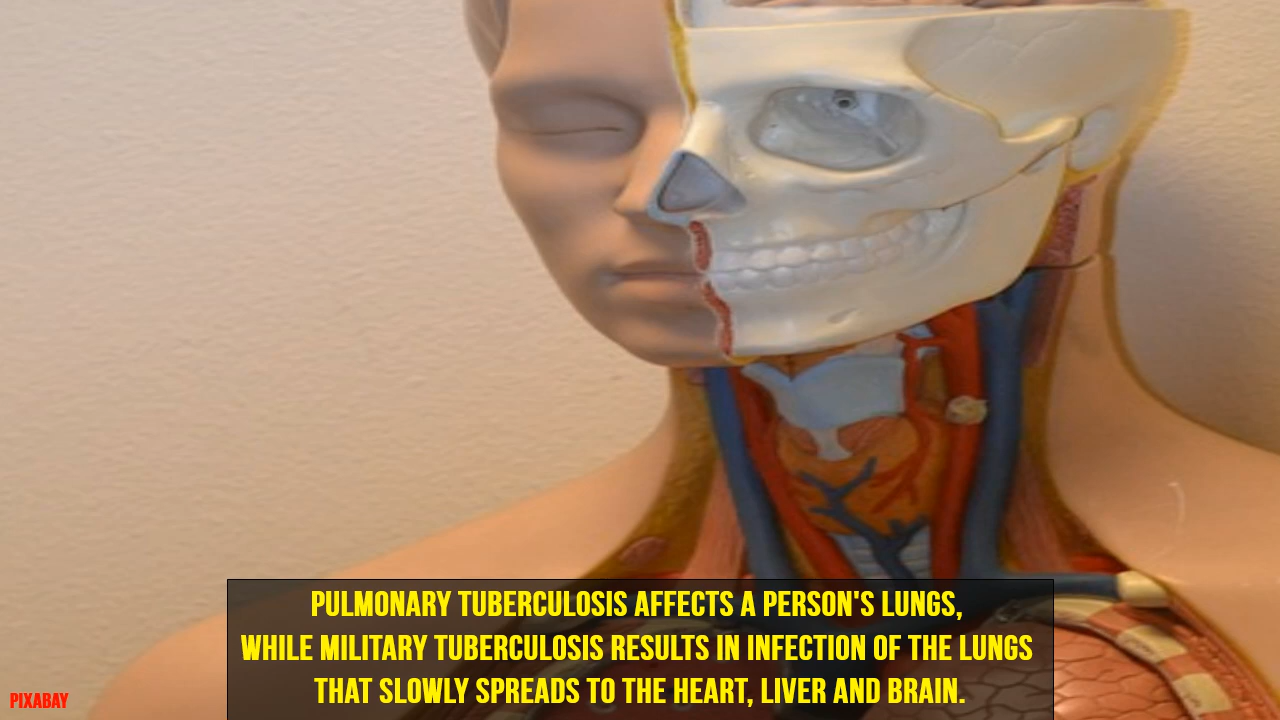 PULMONARY TUBERCULOSIS AFFECTS A PERSON'S LUNGS,
WHILE MILITARY TUBERCULOSIS RESULTS IN INFECTION OF THE LUNGS
THAT SLOWLY SPREADS TO THE HEART, LIVER AND BRAIN.
PIXABAY